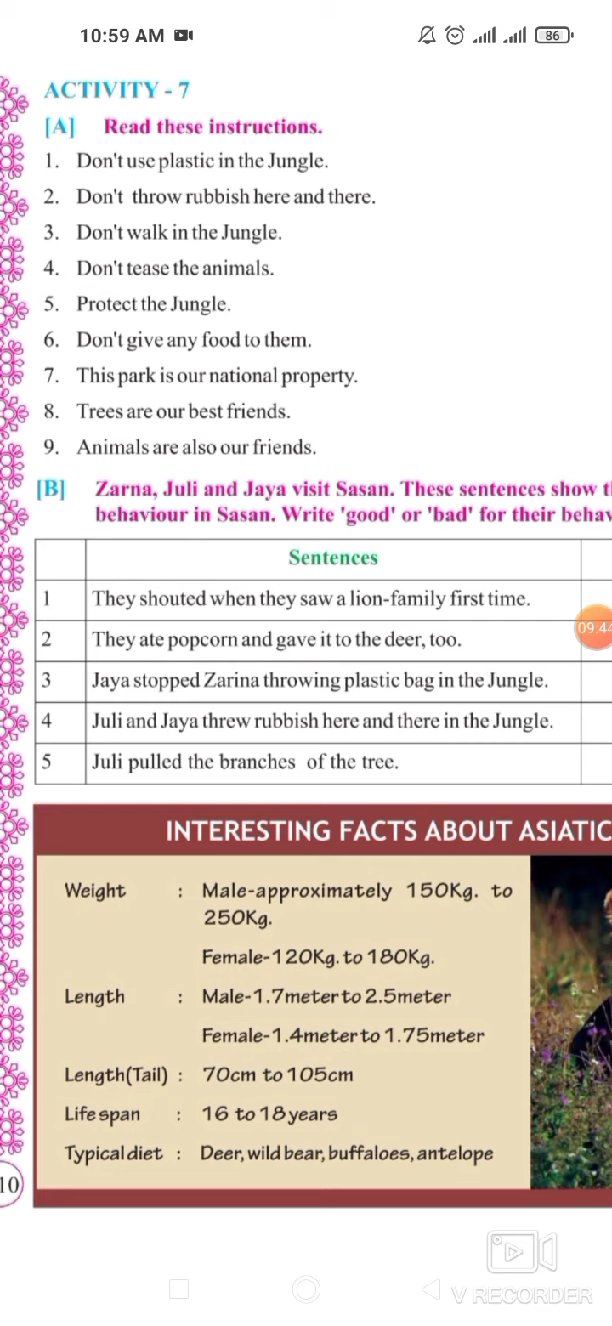 10:59 AM
86
ACTIVITY - 7
[A] Read these instructions.
1. Don't use plastic in the Jungle.
2. Don't throw rubbish here and there.
3. Don't walk in the Jungle.
4. Don't tease the animals.
5. Protect the Jungle.
6. Don't give any food to them.
7. This park is our national property.
8. Trees are our best friends.
9. Animals are also our friends.
[B] Zarna, Juli and Jaya visit Sasan. These sentences show
behaviour in Sasan. Write 'good' or 'bad' for their
Sentences
1 They shouted when they saw a lion-family first time.
09:44
2 They ate popcorn and gave it to the deer, too.
3 Jaya stopped Zarina throwing plastic bag in the Jungle.
4 Juli and Jaya threw rubbish here and there in the Jungle.
5 Juli pulled the branches of the tree.
INTERESTING FACTS ABOUT ASIATIC
Weight : Male-approximately 150Kg. to
250Kg.
Female-120Kg. to 180Kg.
Length : Male-1.7meter to 2.5meter
Female-1.4meter to 1.75meter
Length(Tail) : 70cm to 105cm
Life span : 16 to 18 years
Typical diet : Deer, wild bear, buffaloes, antelope
10
V RECORDER